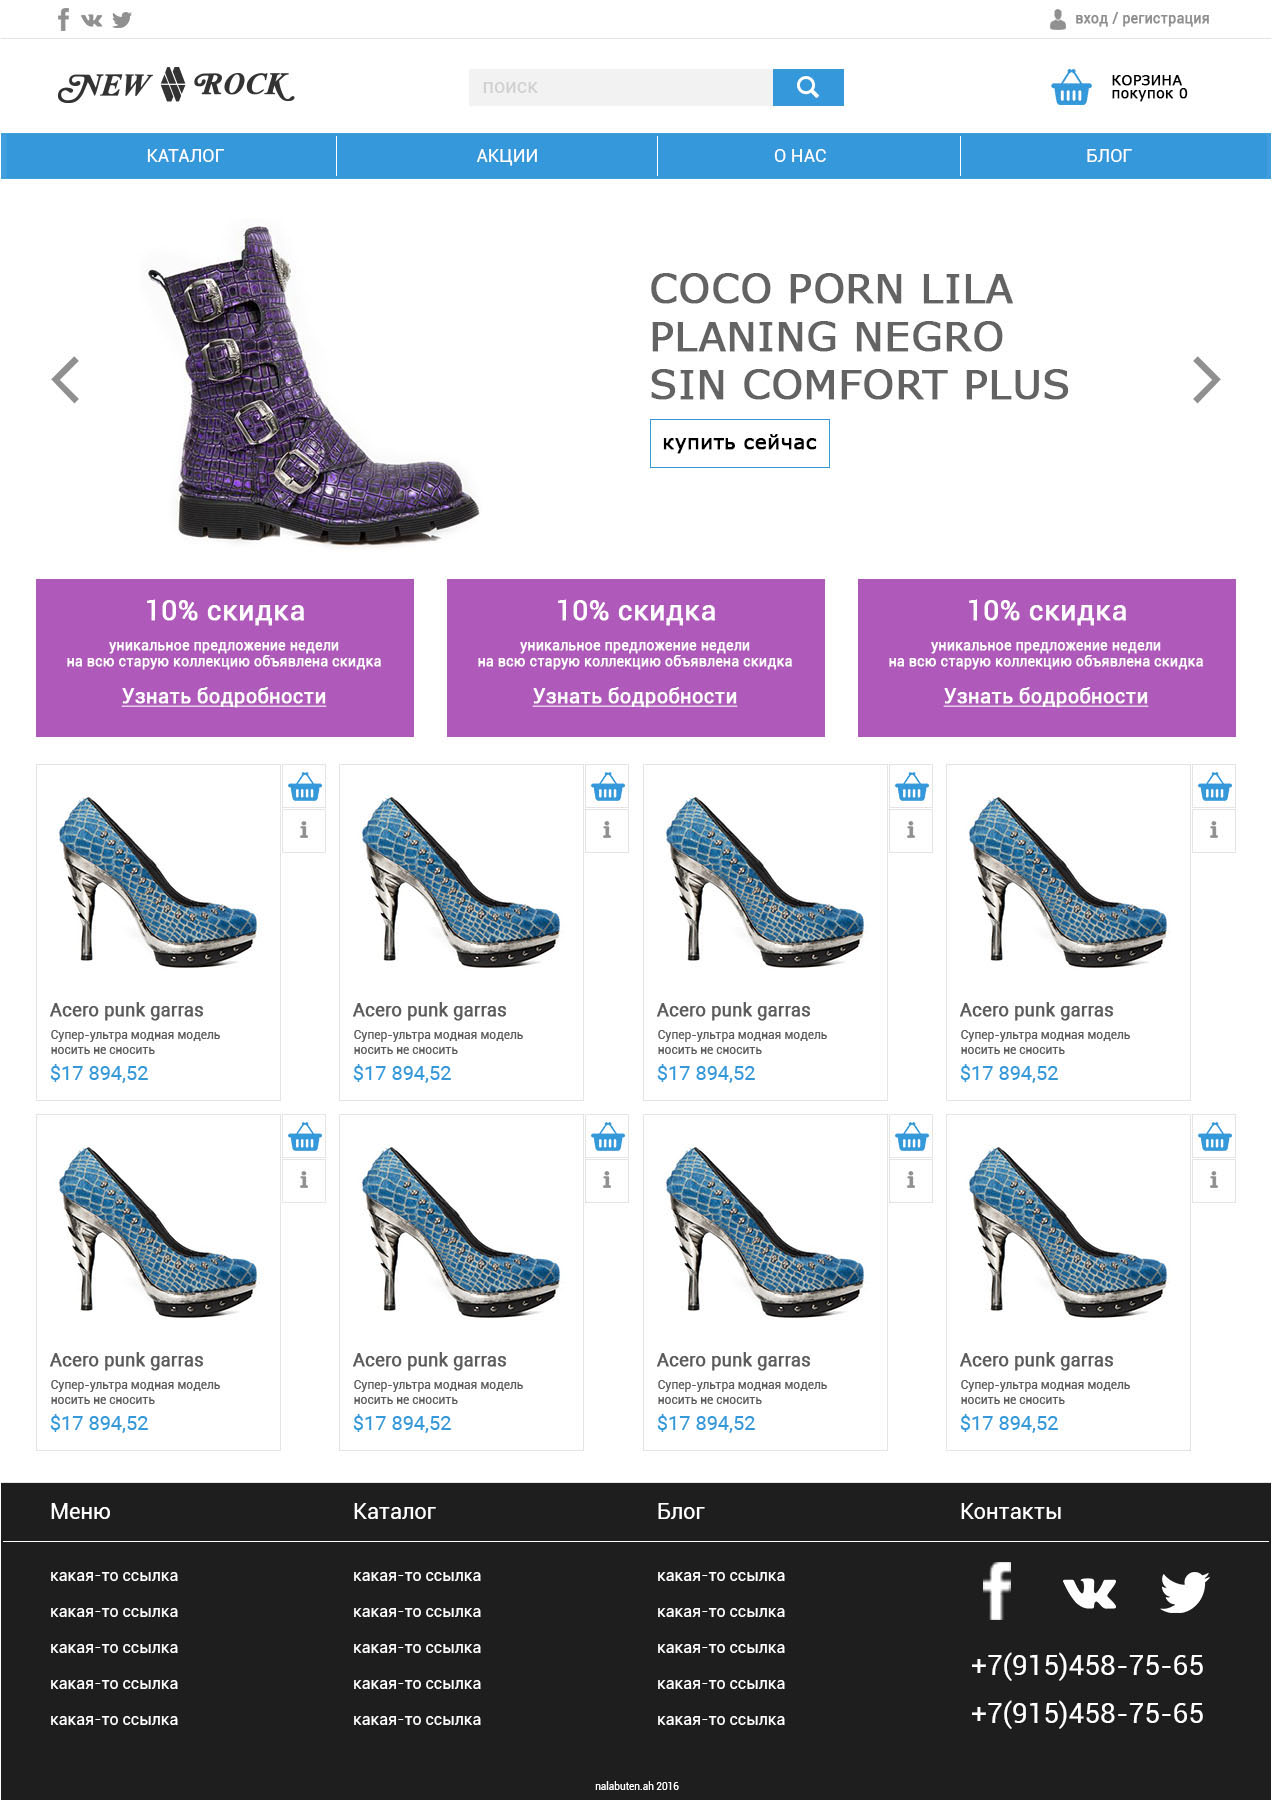 вход / регистрация
NEW ROCK
ПОИСК
КОРЗИНА
покупок 0
КАТАЛОГ
АКЦИИ
О НАС
БЛОГ
COCO PORN LILA
PLANING NEGRO
SIN COMFORT PLUS
купить сейчас
10% скидка
уникальное предложение недели
на всю старую коллекцию объявлена скидка
Узнать бодробности
10% скидка
уникальное предложение недели
на всю старую коллекцию объявлена скидка
Узнать бодробности
10% скидка
уникальное предложение недели
на всю старую коллекцию объявлена скидка
Узнать бодробности
Acero punk garras
Супер-ультра модная модель
носить не сносить
$17 894,52
Acero punk garras
Супер-ультра модная модель
носить не сносить
$17 894,52
Acero punk garras
Супер-ультра модная модель
носить не сносить
$17 894,52
Acero punk garras
Супер-ультра модная модель
носить не сносить
$17 894,52
Acero punk garras
Супер-ультра модная модель
носить не сносить
$17 894,52
Acero punk garras
Супер-ультра модная модель
носить не сносить
$17 894,52
Acero punk garras
Супер-ультра модная модель
носить не сносить
$17 894,52
Acero punk garras
Супер-ультра модная модель
носить не сносить
$17 894,52
Меню
какая-то ссылка
какая-то ссылка
какая-то ссылка
какая-то ссылка
какая-то ссылка
Каталог
какая-то ссылка
какая-то ссылка
какая-то ссылка
какая-то ссылка
какая-то ссылка
Блог
какая-то ссылка
какая-то ссылка
какая-то ссылка
какая-то ссылка
какая-то ссылка
Контакты
+7(915)458-75-65
+7(915)458-75-65
nalabuten.ah 2016